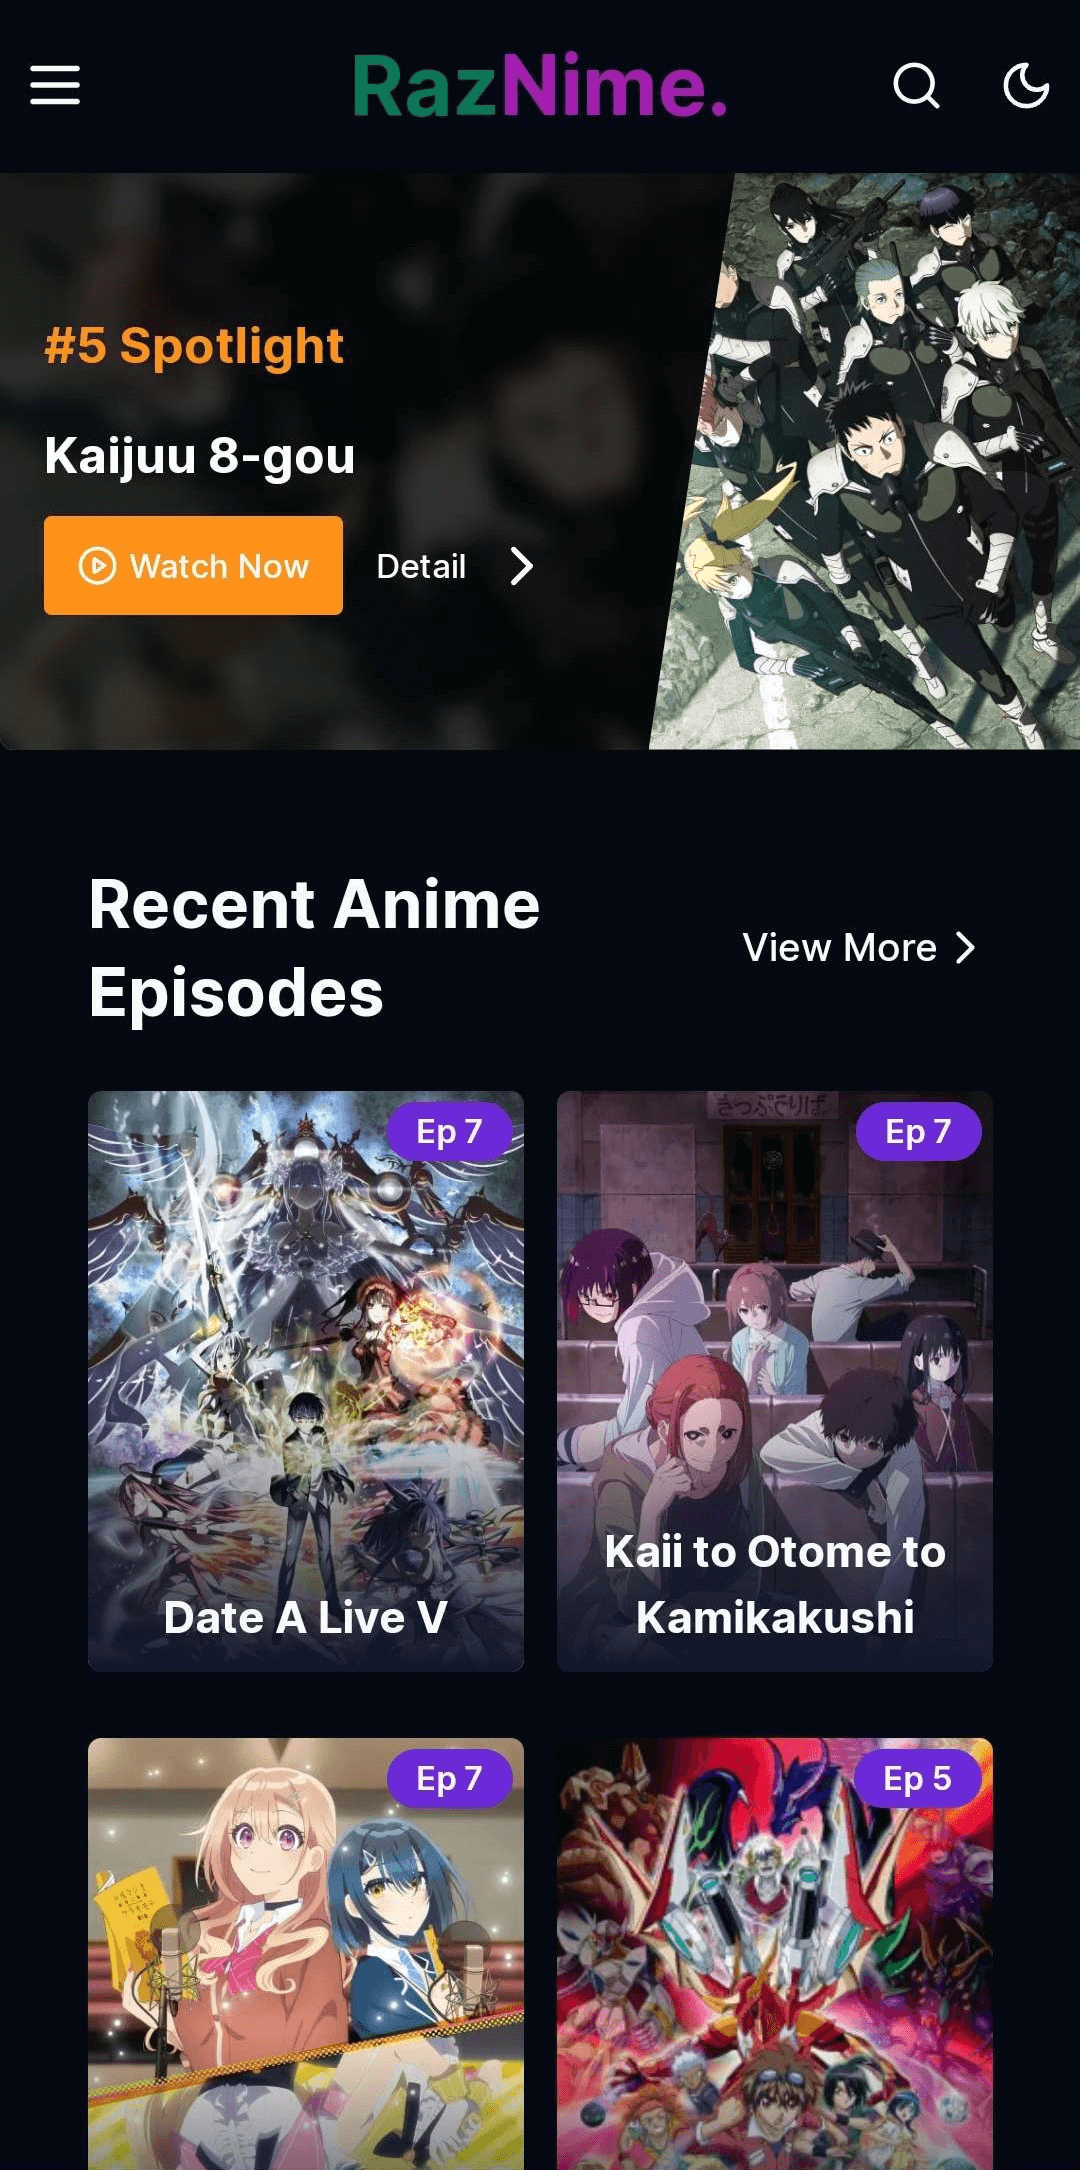 RazNime.
#5 Spotlight
Kaijuu 8-gou
Watch Now
Detail
Recent Anime
Episodes
View More
Ep 7
Ep 7
Date A Live V
Kaii to Otome to
Kamikakushi
Ep 7
Ep 5